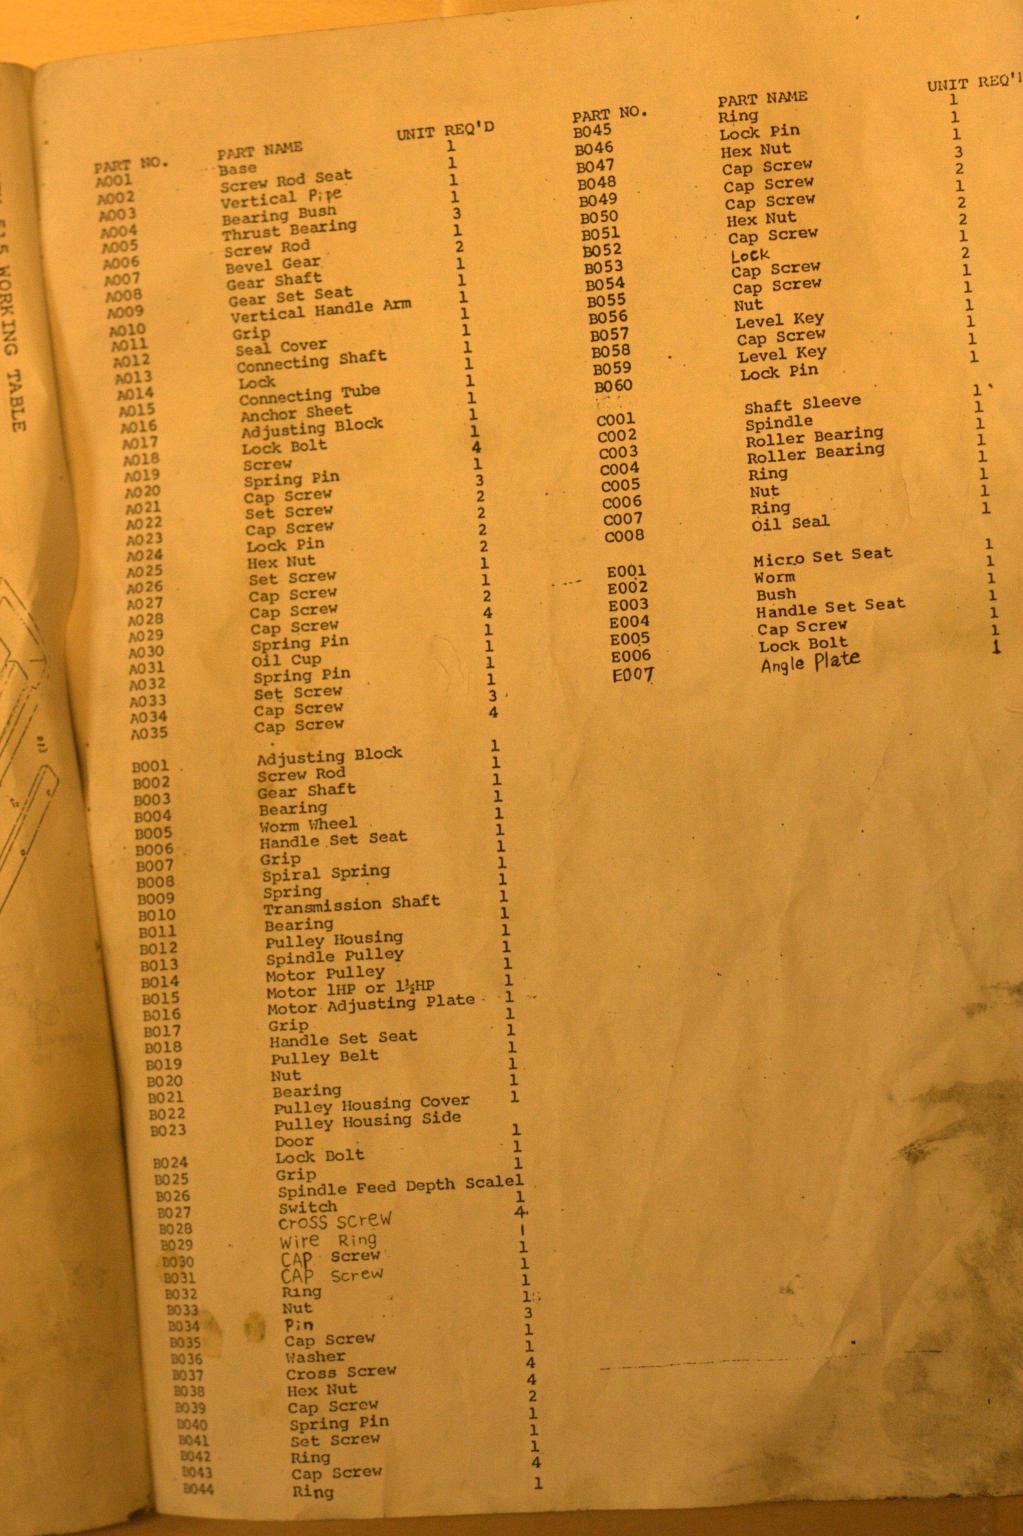 WORKING TABLE
PART NO. PART NAME UNIT REQ'D
A001 Base 1
A002 Screw Rod Seat 1
A003 Vertical Pipe 1
A004 Bearing Bush 1
A005 Thrust Bearing 3
A006 Screw Rod 1
A007 Bevel Gear 2
A008 Gear Shaft 1
A009 Gear Set Seat 1
A010 Vertical Handle Arm 1
A011 Grip 1
A012 Seal Cover 1
A013 Connecting Shaft 1
A014 Lock 1
A015 Connecting Tube 1
A016 Anchor Sheet 1
A017 Adjusting Block 1
A018 Lock Bolt 1
A019 Screw 4
A020 Spring Pin 1
A021 Cap Screw 3
A022 Set Screw 2
A023 Cap Screw 2
A024 Lock Pin 2
A025 Hex Nut 2
A026 Set Screw 1
A027 Cap Screw 1
A028 Cap Screw 2
A029 Cap Screw 4
A030 Spring Pin 1
A031 Oil Cup 1
A032 Spring Pin 1
A033 Set Screw 1
A034 Cap Screw 3
A035 Cap Screw 4
B001 Adjusting Block 1
B002 Screw Rod 1
B003 Gear Shaft 1
B004 Bearing 1
B005 Worm Wheel 1
B006 Handle Set Seat 1
B007 Grip 1
B008 Spiral Spring 1
B009 Spring 1
B010 Transmission Shaft 1
B011 Bearing 1
B012 Pulley Housing 1
B013 Spindle Pulley 1
B014 Motor Pulley 1
B015 Motor 1HP or 1½HP 1
B016 Motor Adjusting Plate 1
B017 Grip 1
B018 Handle Set Seat 1
B019 Pulley Belt 1
B020 Nut 1
B021 Bearing 1
B022 Pulley Housing Cover 1
B023 Pulley Housing Side
Door 1
B024 Lock Bolt 1
B025 Grip 1
B026 Spindle Feed Depth Scale1
B027 Switch 1
B028 cross screw 4
B029 wire Ring 1
B030 CAP Screw 1
B031 CAP Screw 1
B032 Ring 1
B033 Nut 1
B034 Pin 3
B035 Cap Screw 1
B036 Washer 1
B037 Cross Screw 4
B038 Hex Nut 4
B039 Cap Screw 2
B040 Spring Pin 1
B041 Set Screw 1
B042 Ring 1
B043 Cap Screw 4
B044 Ring 1
PART NO. PART NAME UNIT REQ'
B045 Ring 1
B046 Lock Pin 1
B047 Hex Nut 1
B048 Cap Screw 3
B049 Cap Screw 2
B050 Cap Screw 1
B051 Hex Nut 2
B052 Cap Screw 2
B053 Lock 1
B054 Cap Screw 2
B055 Cap Screw 1
B056 Nut 1
B057 Level Key 1
B058 Cap Screw 1
B059 Level Key 1
B060 Lock Pin 1
C001 Shaft Sleeve 1
C002 Spindle 1
C003 Roller Bearing 1
C004 Roller Bearing 1
C005 Ring 1
C006 Nut 1
C007 Ring 1
C008 Oil Seal 1
E001 Micro Set Seat 1
E002 Worm 1
E003 Bush 1
E004 Handle Set Seat 1
E005 Cap Screw 1
E006 Lock Bolt 1
E007 Angle Plate 1